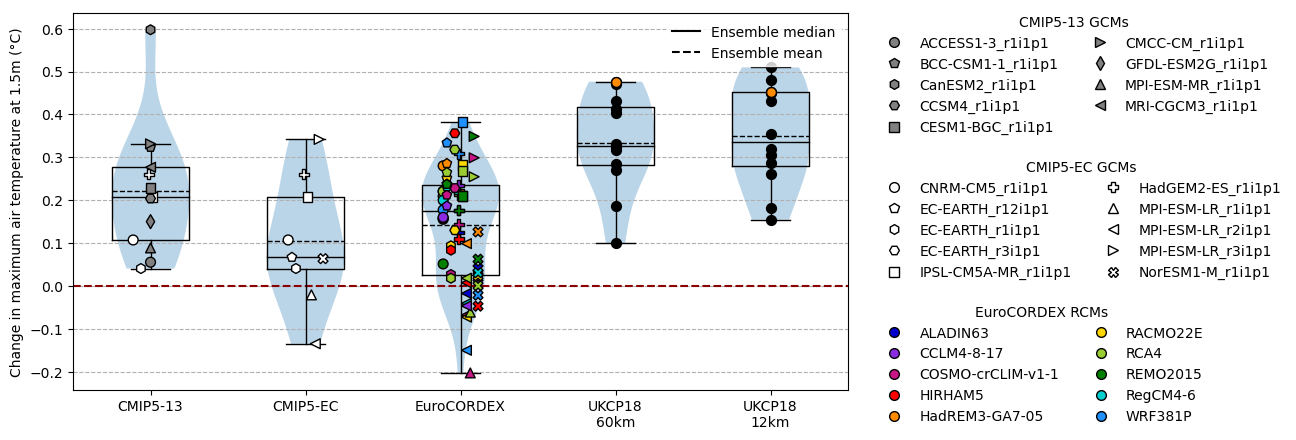 Change in maximum air temperature at 1.5m (°C)
0.6
0.5
0.4
0.3
0.2
0.1
0.0
−0.1
−0.2
Ensemble median
Ensemble mean
CMIP5-13
CMIP5-EC
EuroCORDEX
UKCP18
60km
UKCP18
12km
CMIP5-13 GCMs
ACCESS1-3_r1i1p1
BCC-CSM1-1_r1i1p1
CanESM2_r1i1p1
CCSM4_r1i1p1
CESM1-BGC_r1i1p1
CMCC-CM_r1i1p1
GFDL-ESM2G_r1i1p1
MPI-ESM-MR_r1i1p1
MRI-CGCM3_r1i1p1
CMIP5-EC GCMs
CNRM-CM5_r1i1p1
EC-EARTH_r12i1p1
EC-EARTH_r1i1p1
EC-EARTH_r3i1p1
IPSL-CM5A-MR_r1i1p1
HadGEM2-ES_r1i1p1
MPI-ESM-LR_r1i1p1
MPI-ESM-LR_r2i1p1
MPI-ESM-LR_r3i1p1
NorESM1-M_r1i1p1
EuroCORDEX RCMs
ALADIN63
CCLM4-8-17
COSMO-crCLIM-v1-1
HIRHAM5
HadREM3-GA7-05
RACMO22E
RCA4
REMO2015
RegCM4-6
WRF381P